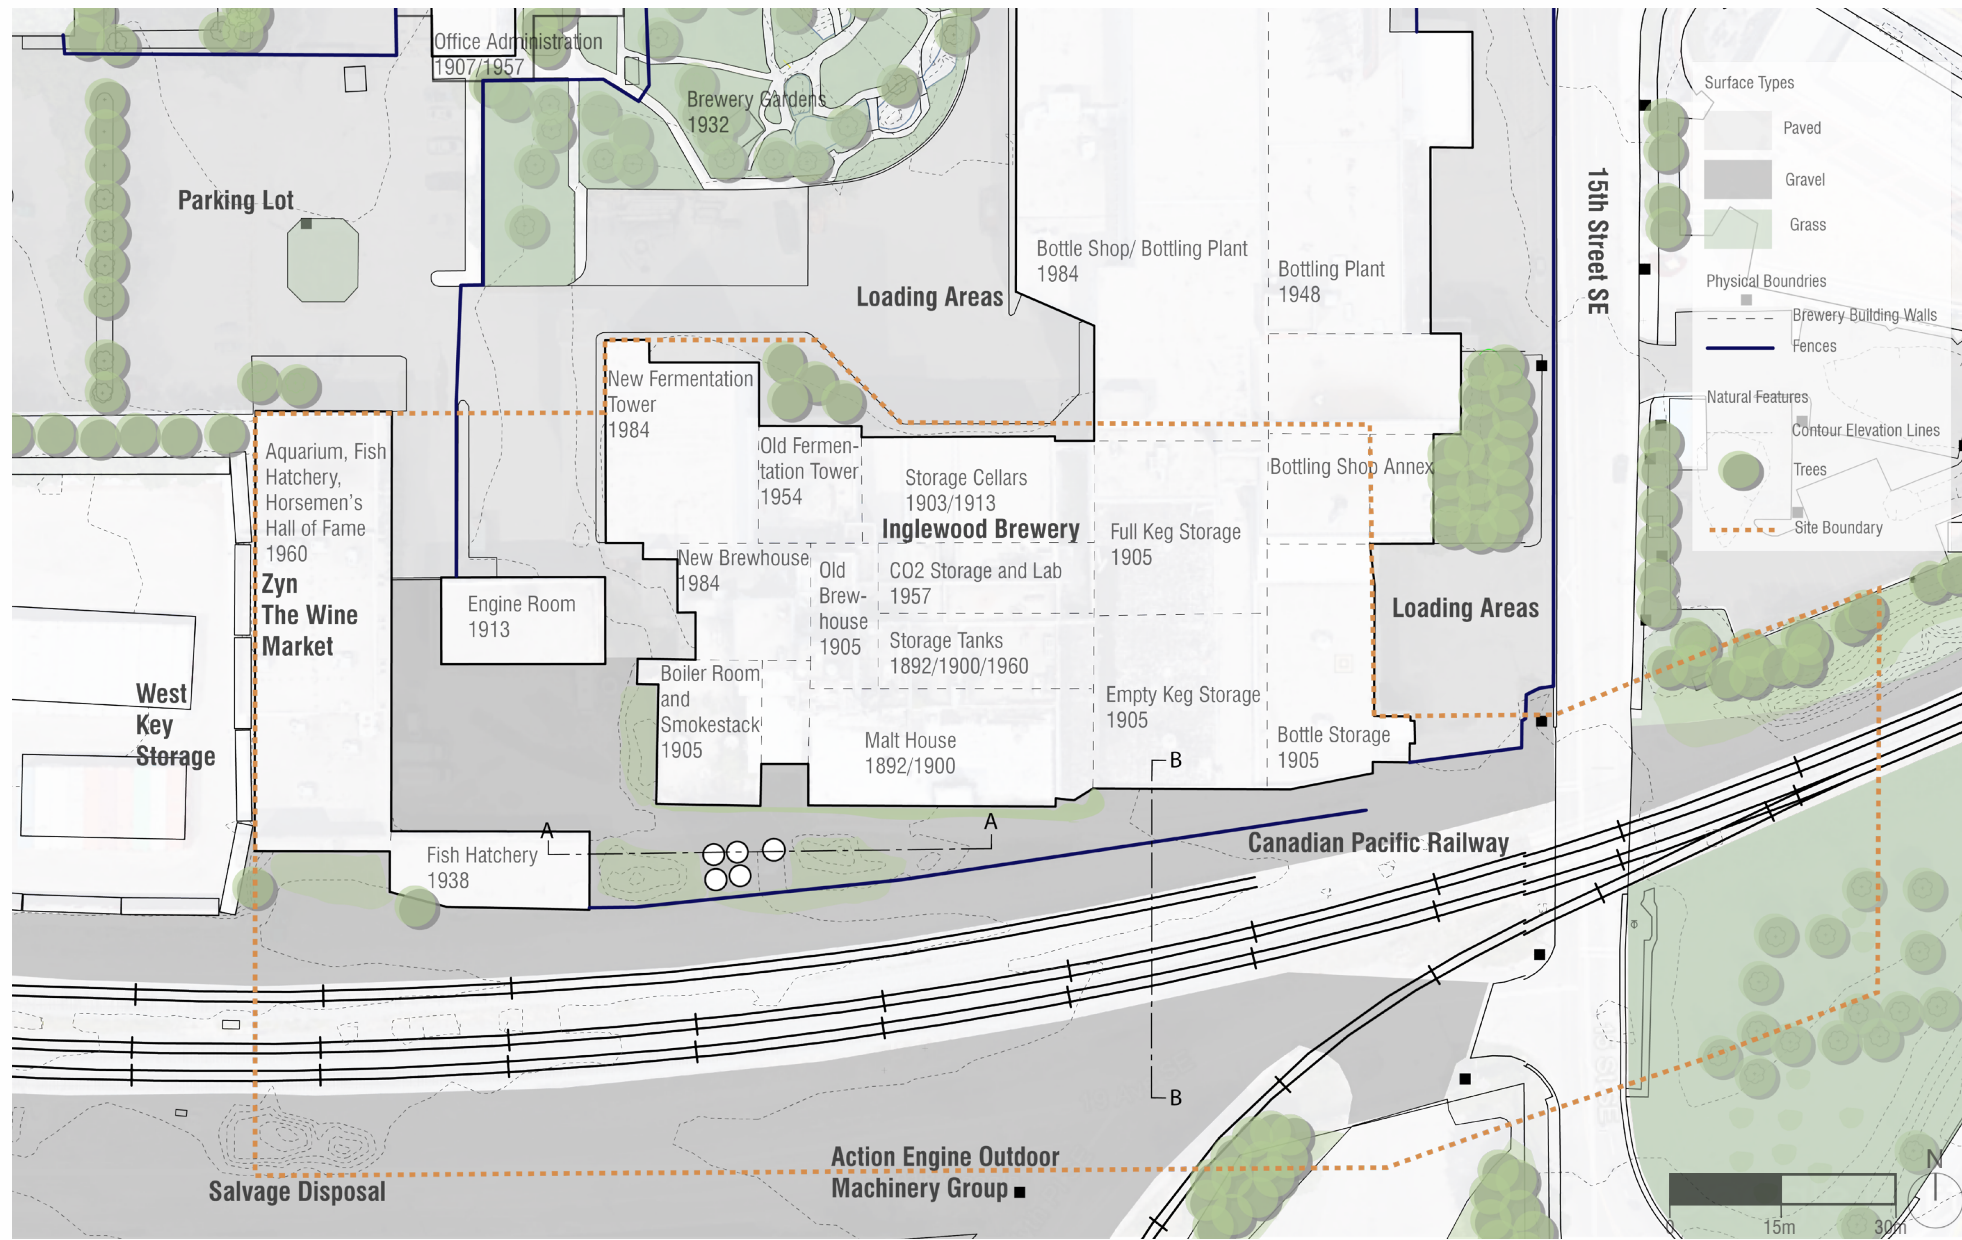 Office Administration
1907/1957
Brewery Gardens
1932
Parking Lot
Bottle Shop/ Bottling Plant
1984
Bottling Plant
1948
Loading Areas
15th Street SE
Surface Types
Paved
Gravel
Grass
Physical Boundries
Brewery Building Walls
Fences
Natural Features
Contour Elevation Lines
Trees
Site Boundary
New Fermentation
Tower
1984
Old Fermen-
tation Tower
1954
Storage Cellars
1903/1913
Inglewood Brewery
Bottling Shop Annex
Full Keg Storage
1905
Aquarium, Fish
Hatchery,
Horsemen's
Hall of Fame
1960
Zyn
The Wine
Market
New Brewhouse
1984
Old
Brew-
house
1905
CO2 Storage and Lab
1957
Storage Tanks
1892/1900/1960
Engine Room
1913
Loading Areas
West
Key
Storage
Boiler Room
and
Smokestack
1905
Malt House
1892/1900
Empty Keg Storage
1905
Bottle Storage
1905
B
A
A
Fish Hatchery
1938
Canadian Pacific Railway
B
Action Engine Outdoor
Machinery Group
Salvage Disposal
N
0
15m
30m